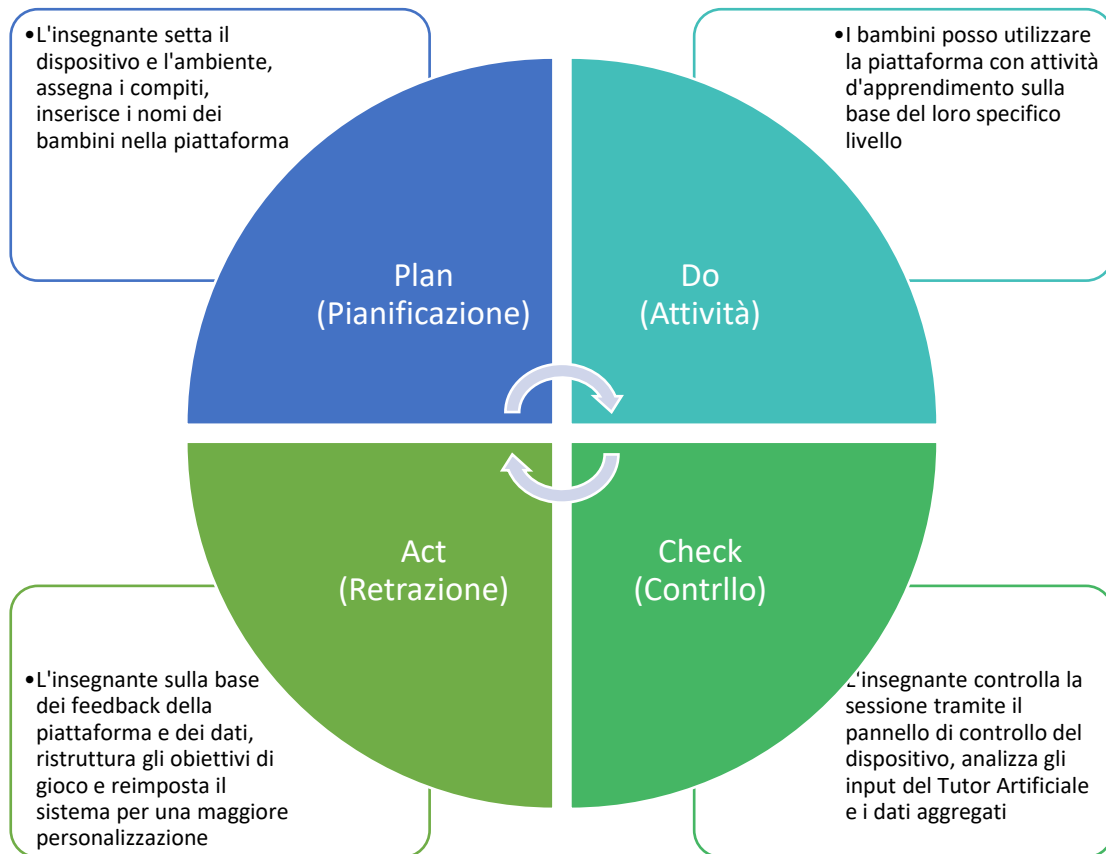 •L'insegnante setta il
dispositivo e l'ambiente,
assegna i compiti,
inserisce i nomi dei
bambini nella piattaforma
•I bambini posso utilizzare
la piattaforma con attività
d'apprendimento sulla
base del loro specifico
livello
Plan
(Pianificazione)
Do
(Attività)
Act
(Retrazione)
Check
(Contrllo)
•L'insegnante sulla base
dei feedback della
piattaforma e dei dati,
ristruttura gli obiettivi di
gioco e reimposta il
sistema per una maggiore
personalizzazione
L'insegnante controlla la
sessione tramite il
pannello di controllo del
dispositivo, analizza gli
input del Tutor Artificiale
e i dati aggregati